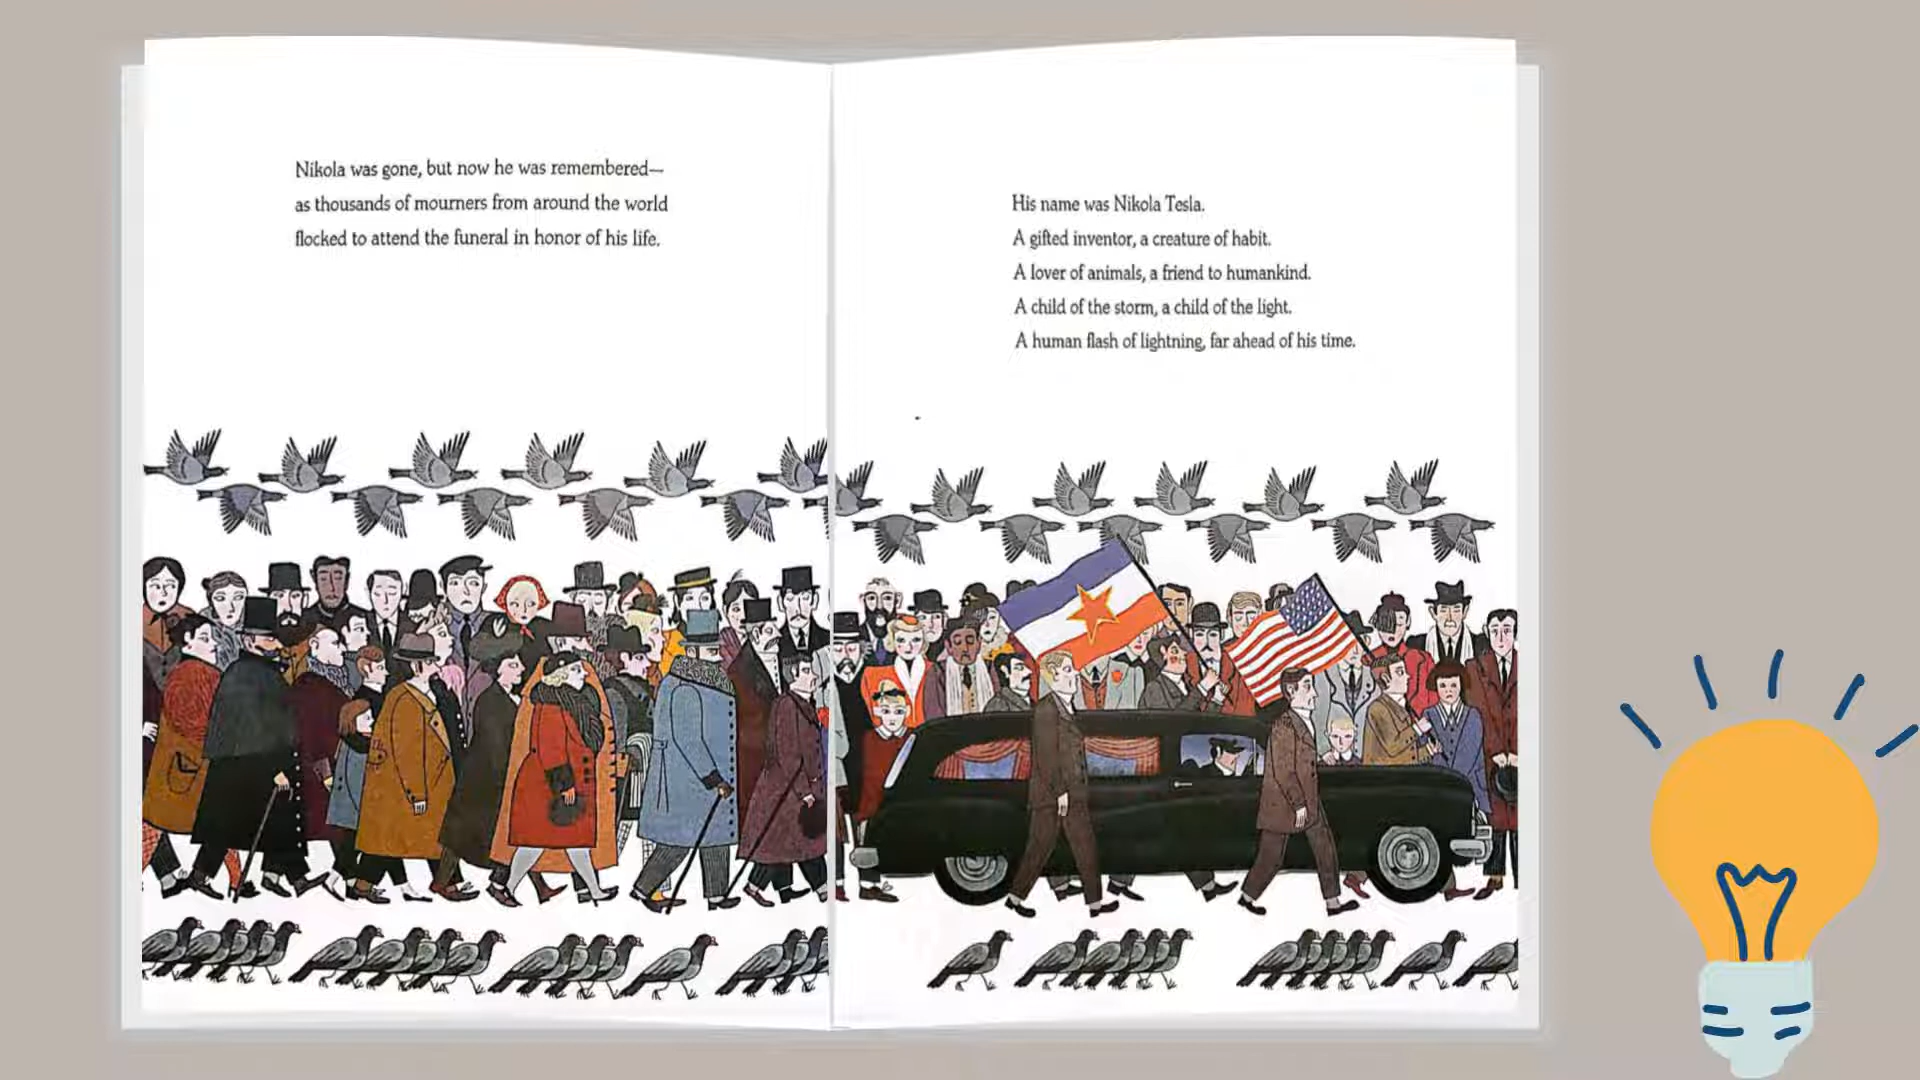 Nikola was gone, but now he was remembered—
as thousands of mourners from around the world
flocked to attend the funeral in honor of his life.
His name was Nikola Tesla.
A gifted inventor, a creature of habit.
A lover of animals, a friend to humankind.
A child of the storm, a child of the light.
A human flash of lightning, far ahead of his time.